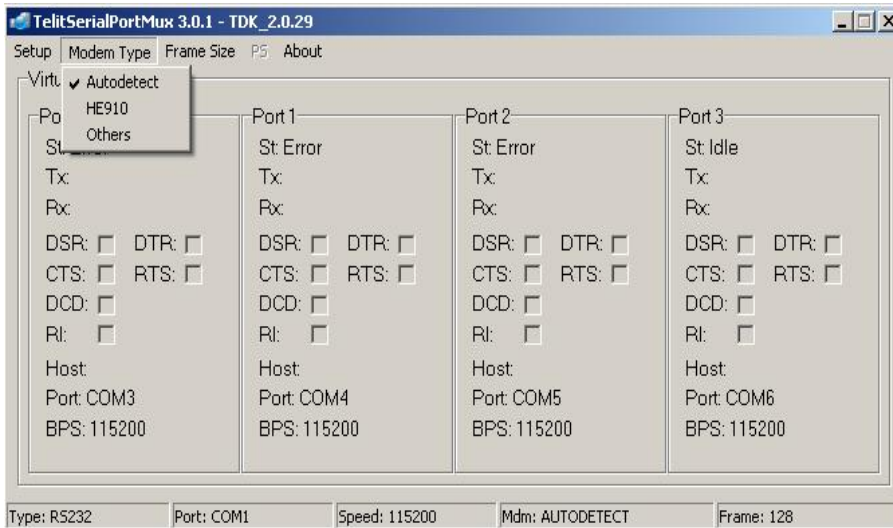 TelitSerialPortMux 3.0.1 - TDK_2.0.29
Setup Modem Type Frame Size PS About
Autodetect
HE910
Others
Virtu
Po
St: Error
Tx:
Rx:
DSR: DTR:
CTS: RTS:
DCD:
RI:
Host:
Port: COM3
BPS: 115200
Port 1
St: Error
Tx:
Rx:
DSR: DTR:
CTS: RTS:
DCD:
RI:
Host:
Port: COM4
BPS: 115200
Port 2
St: Error
Tx:
Rx:
DSR: DTR:
CTS: RTS:
DCD:
RI:
Host:
Port: COM5
BPS: 115200
Port 3
St: Idle
Tx:
Rx:
DSR: DTR:
CTS: RTS:
DCD:
RI:
Host:
Port: COM6
BPS: 115200
Type: RS232 Port: COM1 Speed: 115200 Mdm: AUTODETECT Frame: 128